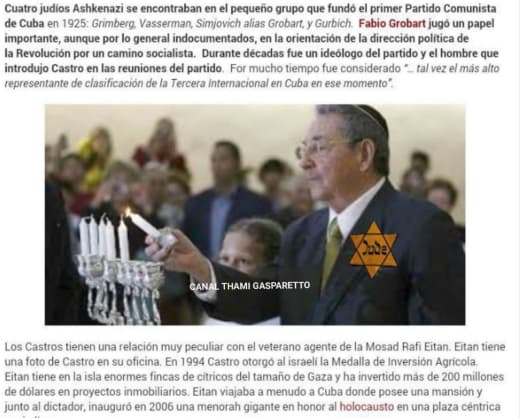 Cuatro judíos Ashkenazi se encontraban en el pequeño grupo que fundó el primer Partido Comunista
de Cuba en 1925: Grimberg, Vasserman, Simjovich alias Grobart, y Gurbich. Fabio Grobart jugó un papel
importante, aunque por lo general indocumentados, en la orientación de la dirección política de
la Revolución por un camino socialista. Durante décadas fue un ideólogo del partido y el hombre que
introdujo Castro en las reuniones del partido. For mucho tiempo fue considerado “... tal vez el más alto
representante de clasificación de la Tercera Internacional en Cuba en ese momento”.
Jude
CANAL THAMI GASPARETTO
Los Castros tienen una relación muy peculiar con el veterano agente de la Mosad Rafi Eitan. Eitan tiene
una foto de Castro en su oficina. En 1994 Castro otorgó al israelí la Medalla de Inversión Agrícola.
Eitan tiene en la isla enormes fincas de cítricos del tamaño de Gaza y ha invertido más de 200 millones
de dólares en proyectos inmobiliarios. Eitan viajaba a menudo a Cuba donde posee una mansión y
junto al dictador, inauguró en 2006 una menorah gigante en honor al holocausto en una plaza céntrica